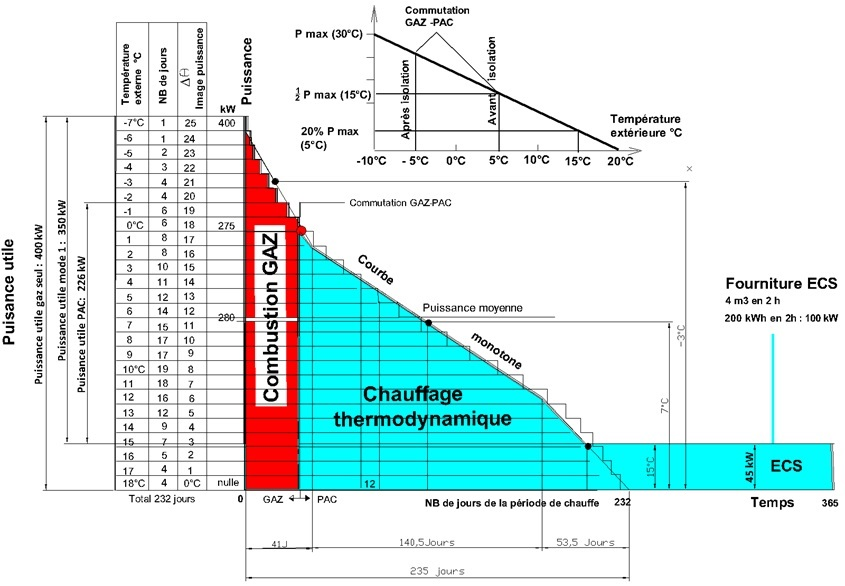 Commutation
GAZ -PAC
P max (30°C)
1/2 P max (15°C)
20% P max
(5°C)
Après Isolation
Avant isolation
Température
extérieure °C
-10°C -5°C 0°C 5°C 10°C 15°C 20°C
Puisance utile
Puissance utile gaz seul : 400 kW
Puissance utile mode 1 : 350 kW
Puisance utile PAC: 226 kW
Température externe °C
NB de jours
Δθ Image puissance
Puissance
kW
-7°C 1 25 400
-6 1 24
-5 2 23
-4 3 22
-3 4 21
-2 4 20
-1 6 19
0°C 6 18 275
1 8 17
2 8 16
3 10 15
4 11 14
5 12 13
6 14 12 280
7 15 11
8 17 10
9 17 9
10°C 19 8
11 18 7
12 16 6
13 12 5
14 9 4
15 7 3
16 5 2
17 4 1
18°C 4 0°C nulle
Total 232 jours
Commutation GAZ-PAC
Combustion GAZ
Courbe
monotone
Puissance moyenne
Chauffage
thermodynamique
Fourniture ECS
4 m3 en 2 h
200 kWh en 2h : 100 kW
-3°C
7°C
15°C
45 kW
ECS
12
0 GAZ PAC NB de jours de la période de chauffe 232 Temps 365
41J 140,5Jours 53,5 Jours
235 jours